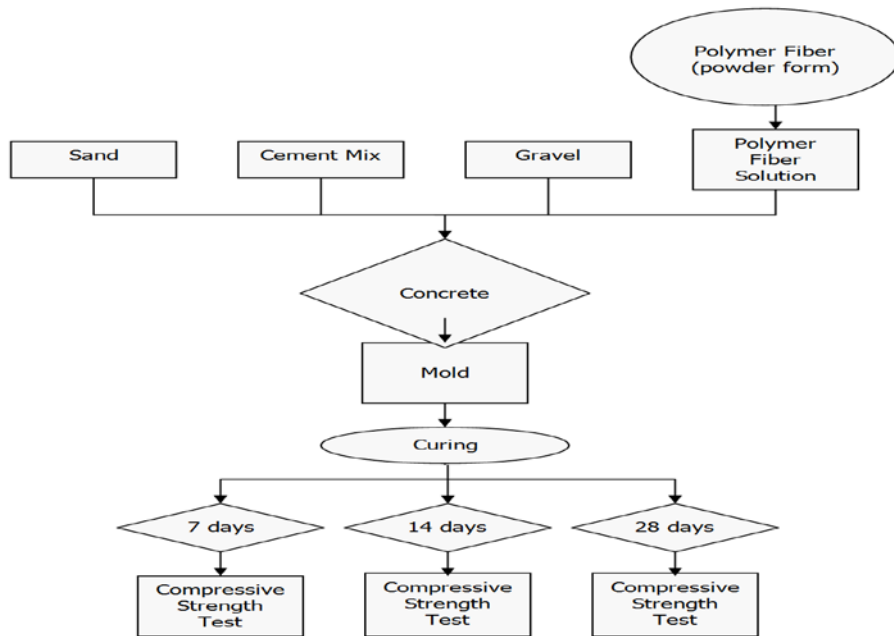 Polymer Fiber
(powder form)
Sand
Cement Mix
Gravel
Polymer
Fiber
Solution
Concrete
Mold
Curing
7 days
14 days
28 days
Compressive
Strength
Test
Compressive
Strength
Test
Compressive
Strength
Test